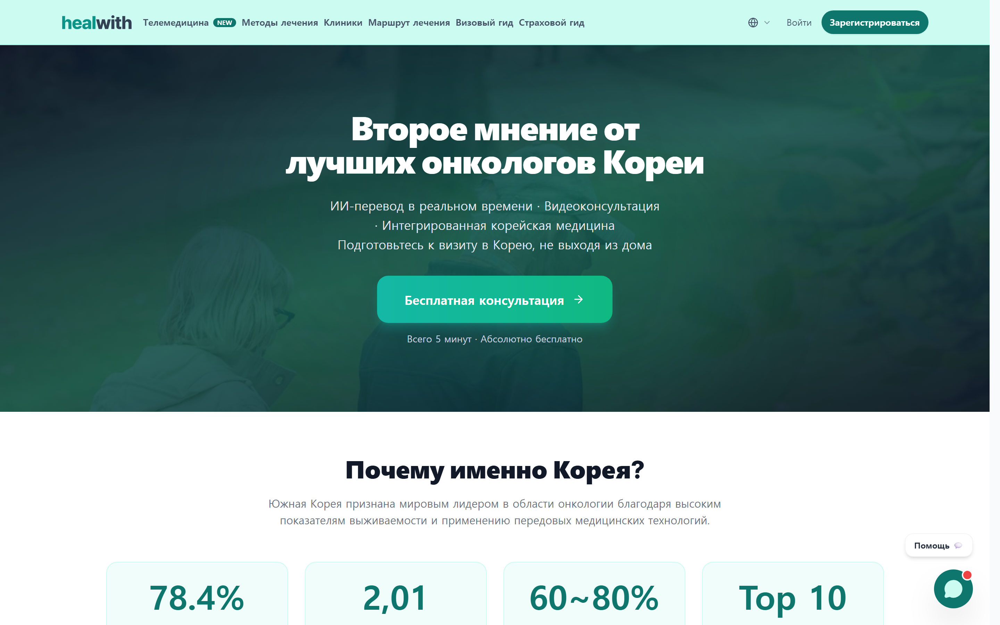 healwith
Телемедицина NEW Методы лечения Клиники Маршрут лечения Визовый гид Страховой гид
Войти
Зарегистрироваться
Второе мнение от
лучших онкологов Кореи
ИИ-перевод в реальном времени · Видеоконсультация
· Интегрированная корейская медицина
Подготовьтесь к визиту в Корею, не выходя из дома
Бесплатная консультация →
Всего 5 минут · Абсолютно бесплатно
Почему именно Корея?
Южная Корея признана мировым лидером в области онкологии благодаря высоким
показателям выживаемости и применению передовых медицинских технологий.
Помощь
78.4%
2,01
60~80%
Top 10